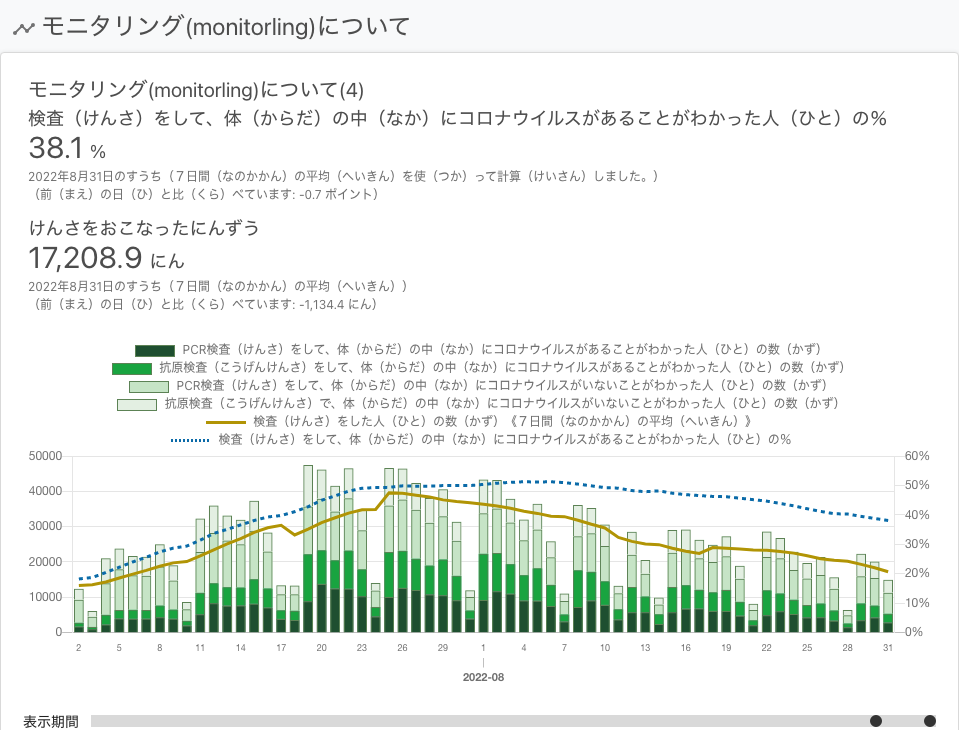 モニタリング(monitorling)について
モニタリング(monitorling)について(4)
検査（けんさ）をして、体（からだ）の中（なか）にコロナウイルスがあることがわかった人（ひと）の％
38.1 %
2022年8月31日のすうち（７日間（なのかかん）の平均（へいきん）を使（つか）って計算（けいさん）しました。）
（前（まえ）の日（ひ）と比（くら）べています: -0.7 ポイント）
けんさをおこなったにんずう
17,208.9 にん
2022年8月31日のすうち（７日間（なのかかん）の平均（へいきん））
（前（まえ）の日（ひ）と比（くら）べています: -1,134.4 にん）
PCR検査（けんさ）をして、体（からだ）の中（なか）にコロナウイルスがあることがわかった人（ひと）の数（かず）
抗原検査（こうげんけんさ）をして、体（からだ）の中（なか）にコロナウイルスがあることがわかった人（ひと）の数（かず）
PCR検査（けんさ）をして、体（からだ）の中（なか）にコロナウイルスがいないことがわかった人（ひと）の数（かず）
抗原検査（こうげんけんさ）で、体（からだ）の中（なか）にコロナウイルスがいないことがわかった人（ひと）の数（かず）
検査（けんさ）をした人（ひと）の数（かず）《７日間（なのかかん）の平均（へいきん）》
検査（けんさ）をして、体（からだ）の中（なか）にコロナウイルスがあることがわかった人（ひと）の％
50000 60%
40000 50%
30000 40%
20000 30%
10000 20%
0 10%
0%
2 5 8 11 14 17 20 23 26 29 1 4 7 10 13 16 19 22 25 28 31
2022-08
表示期間